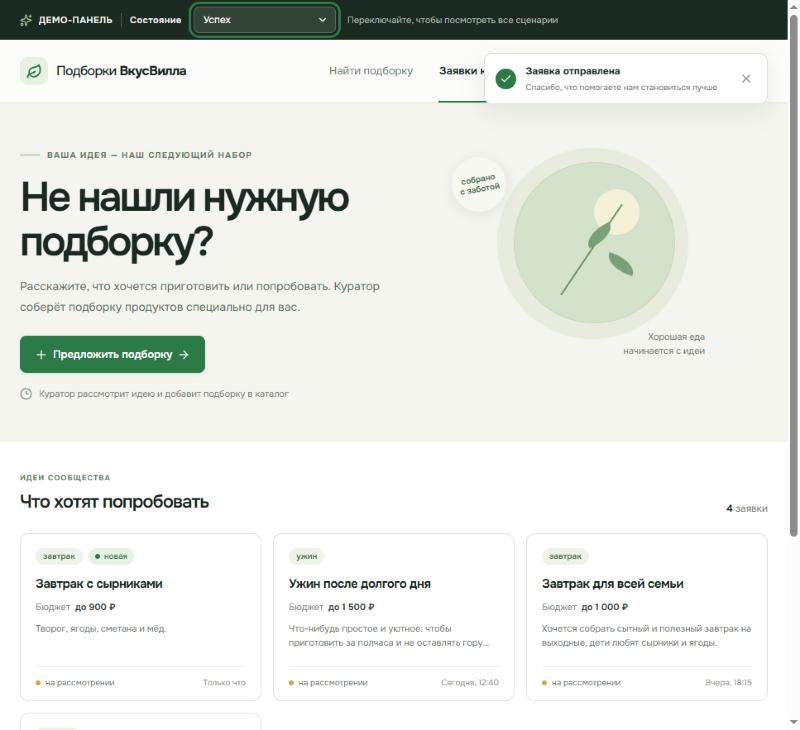 ДЕМО-ПАНЕЛЬ Состояние Успех Переключайте, чтобы посмотреть все сценарии
Подборки ВкусВилла Найти подборку Заявки к
Заявка отправлена
Спасибо, что помогаете нам становиться лучше
ВАША ИДЕЯ — НАШ СЛЕДУЮЩИЙ НАБОР
Не нашли нужную
подборку?
Расскажите, что хочется приготовить или попробовать. Куратор
соберёт подборку продуктов специально для вас.
+ Предложить подборку →
Куратор рассмотрит идею и добавит подборку в каталог
собрано
с заботой
Хорошая еда
начинается с идеи
ИДЕИ СООБЩЕСТВА
Что хотят попробовать
4 заявки
завтрак новая
Завтрак с сырниками
Бюджет до 900 ₽
Творог, ягоды, сметана и мёд.
на рассмотрении Только что
ужин
Ужин после долгого дня
Бюджет до 1 500 ₽
Что-нибудь простое и уютное: чтобы
приготовить за полчаса и не оставлять гору...
на рассмотрении Сегодня, 12:40
завтрак
Завтрак для всей семьи
Бюджет до 1 000 ₽
Хочется собрать сытный и полезный завтрак на
выходные, дети любят сырники и ягоды.
на рассмотрении Вчера, 18:15